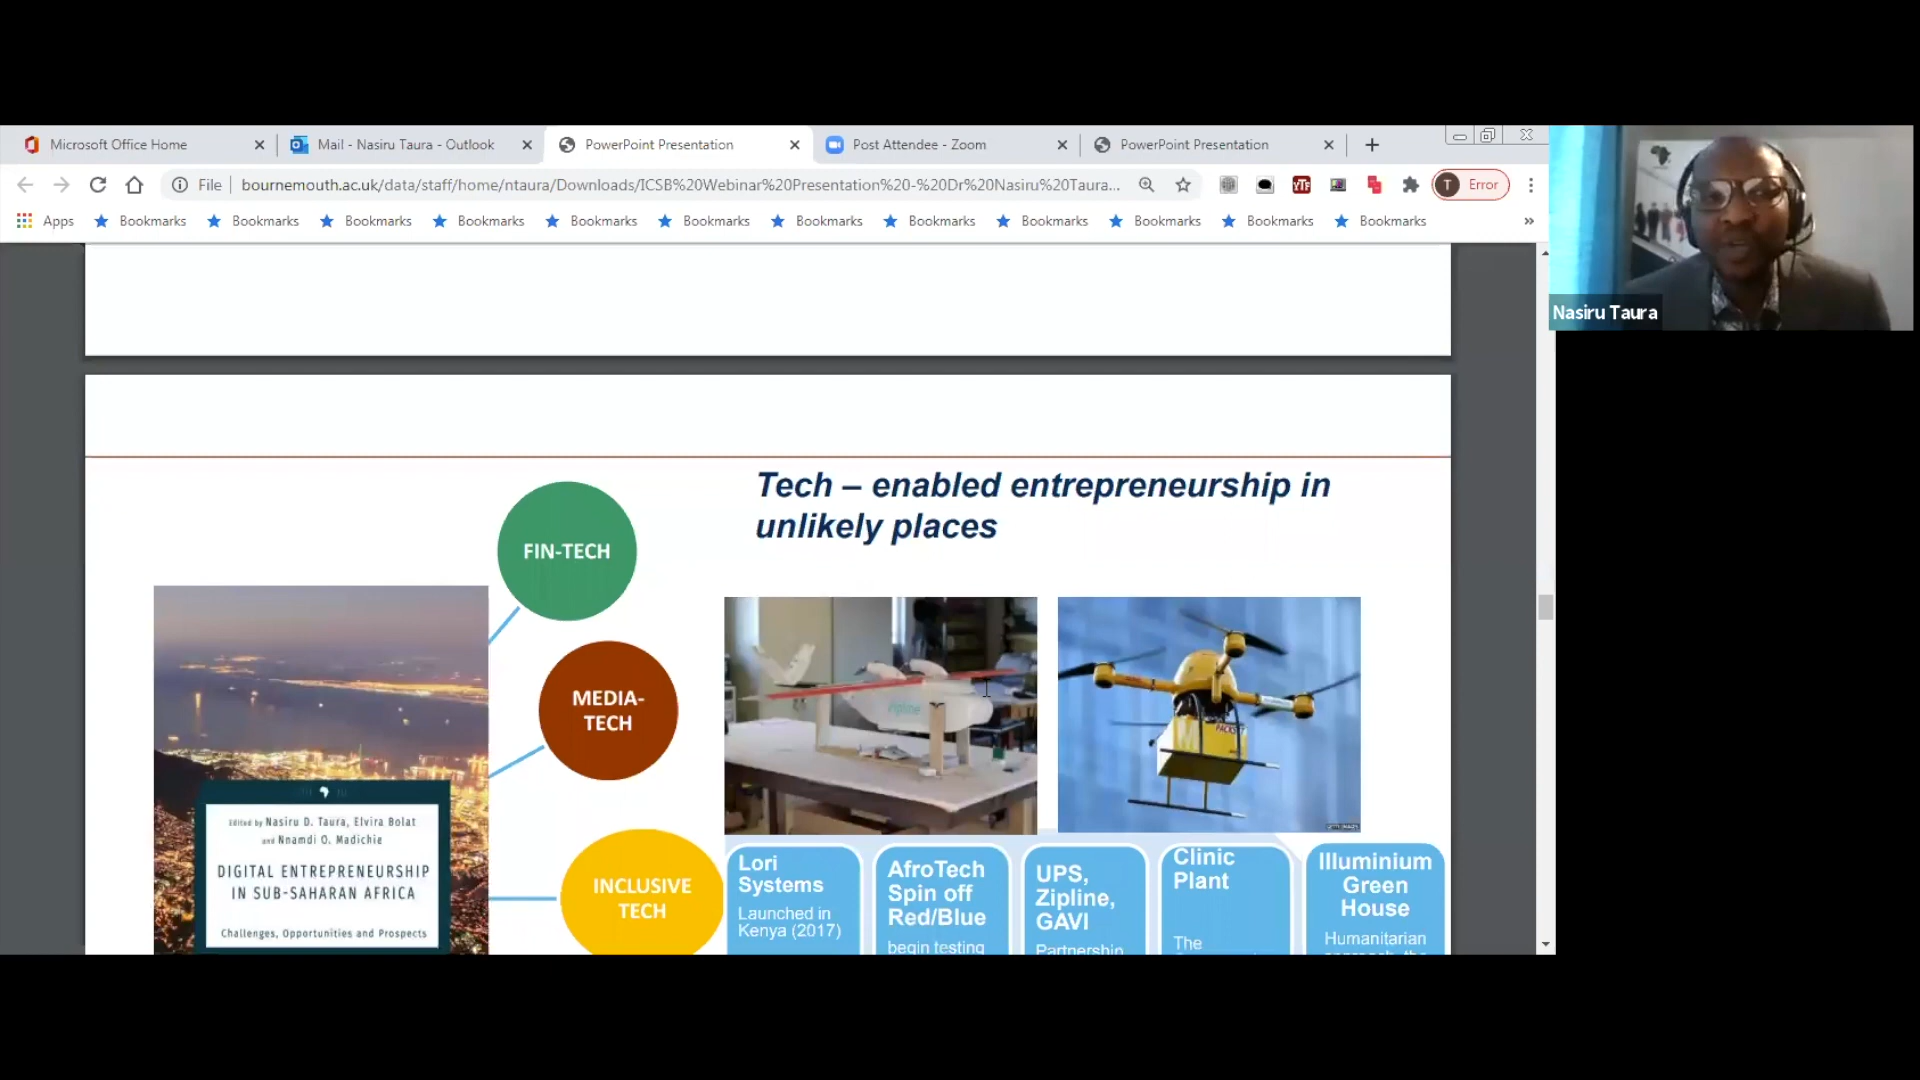 Microsoft Office Home
Mail - Nasiru Taura - Outlook
PowerPoint Presentation
Post Attendee - Zoom
PowerPoint Presentation
File
bournemouth.ac.uk/data/staff/home/ntaura/Downloads/ICSB%20Webinar%20Presentation%20-%20Dr%20Nasiru%20Taura...
YTF
T
Error
Apps
Bookmarks
Bookmarks
Bookmarks
Bookmarks
Bookmarks
Bookmarks
Bookmarks
Bookmarks
Bookmarks
Bookmarks
Bookmarks
Bookmarks
Nasiru Taura
Tech – enabled entrepreneurship in
unlikely places
FIN-TECH
MEDIA-
TECH
INCLUSIVE
TECH
Edited by Nasiru D. Taura, Elvira Bolat
and Nnamdi O. Madichie
DIGITAL ENTREPRENEURSHIP
IN SUB-SAHARAN AFRICA
Challenges, Opportunities and Prospects
zipline
Lori
Systems
Launched in
Kenya (2017)
AfroTech
Spin off
Red/Blue
begin testing
UPS,
Zipline,
GAVI
Partnership
Clinic
Plant
The
Illuminium
Green
House
Humanitarian